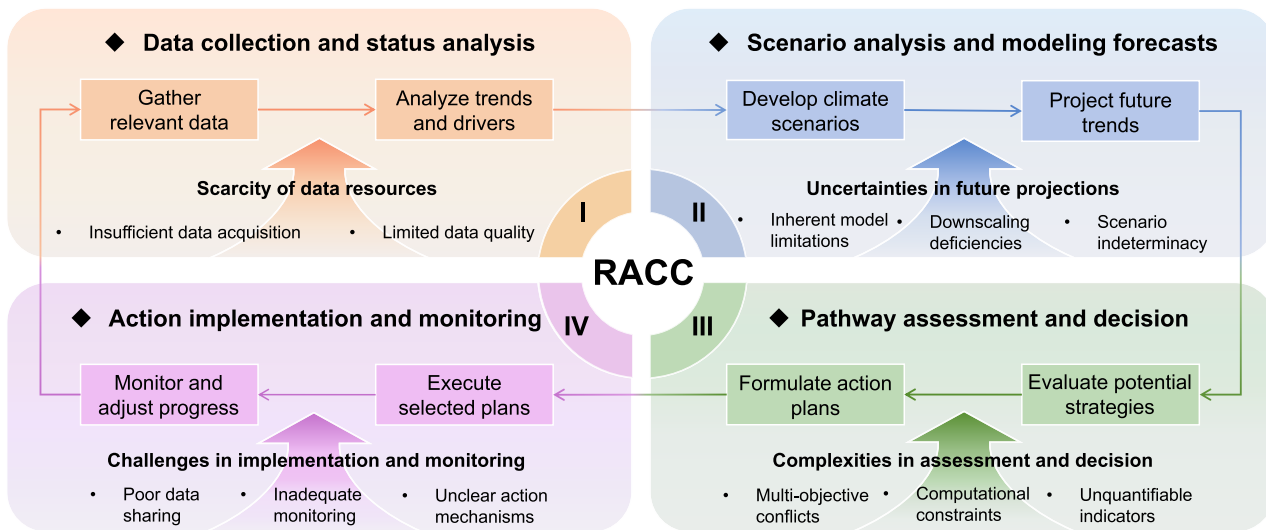 ◆ Data collection and status analysis
Gather
relevant data
Analyze trends
and drivers
Scarcity of data resources
• Insufficient data acquisition
• Limited data quality
I
◆ Scenario analysis and modeling forecasts
Develop climate
scenarios
Project future
trends
Uncertainties in future projections
• Inherent model
limitations
• Downscaling
deficiencies
• Scenario
indeterminacy
II
RACC
◆ Action implementation and monitoring
IV
Monitor and
adjust progress
Execute
selected plans
Challenges in implementation and monitoring
• Poor data
sharing
• Inadequate
monitoring
• Unclear action
mechanisms
◆ Pathway assessment and decision
III
Formulate action
plans
Evaluate potential
strategies
Complexities in assessment and decision
• Multi-objective
conflicts
• Computational
constraints
• Unquantifiable
indicators